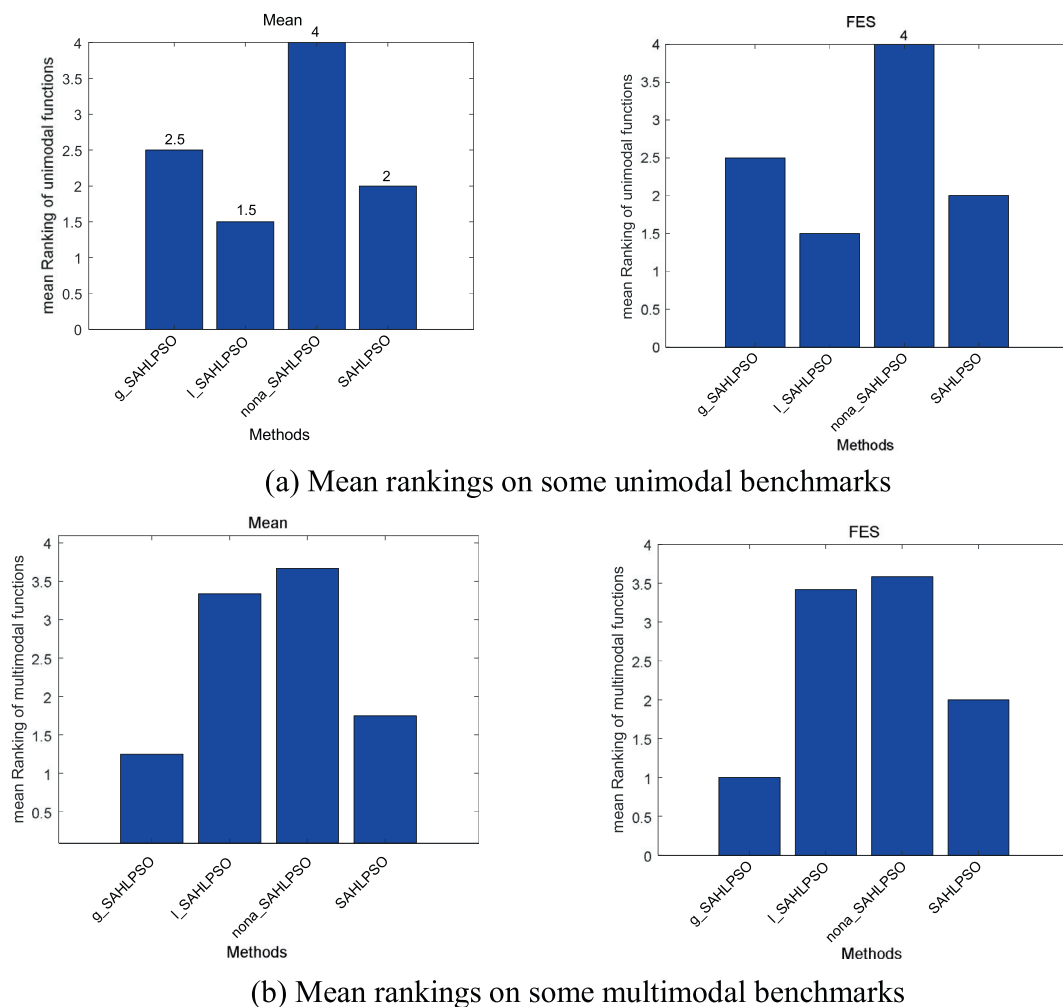 Mean
4
4
3.5
3
2.5
2
1.5
1
0.5
0
mean Ranking of unimodal functions
2.5
1.5
2
g_SAHLPSO
l_SAHLPSO
nona_SAHLPSO
SAHLPSO
Methods
FES
4
4
3.5
3
2.5
2
1.5
1
0.5
0
mean Ranking of unimodal functions
g_SAHLPSO
l_SAHLPSO
nona_SAHLPSO
SAHLPSO
Methods
(a) Mean rankings on some unimodal benchmarks
Mean
4
3.5
3
2.5
2
1.5
1
0.5
mean Ranking of multimodal functions
g_SAHLPSO
l_SAHLPSO
nona_SAHLPSO
SAHLPSO
Methods
FES
4
3.5
3
2.5
2
1.5
1
0.5
0
mean Ranking of multimodal functions
g_SAHLPSO
l_SAHLPSO
nona_SAHLPSO
SAHLPSO
Methods
(b) Mean rankings on some multimodal benchmarks